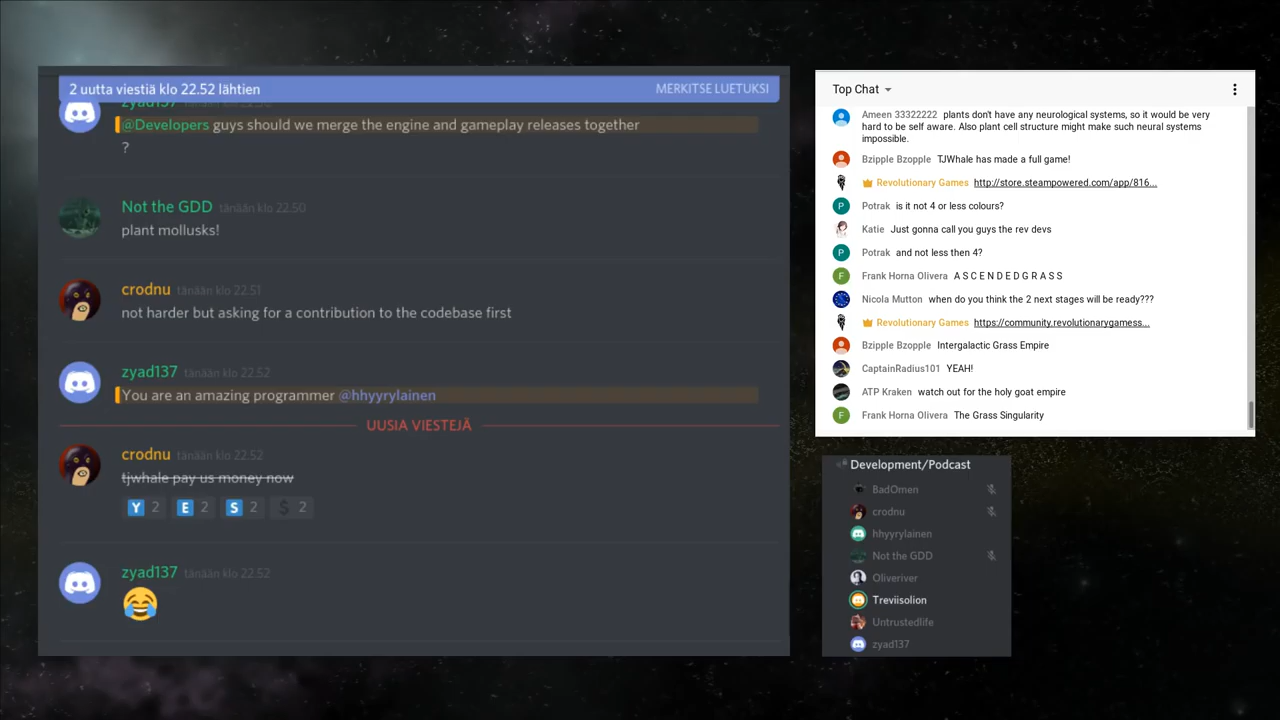 2 uutta viestiä klo 22.52 lähtien
MERKITSE LUETUKSI
zyad137 tänään klo 22.50
@Developers guys should we merge the engine and gameplay releases together
?
Not the GDD tänään klo 22.50
plant mollusks!
crodnu tänään klo 22.51
not harder but asking for a contribution to the codebase first
zyad137 tänään klo 22.52
You are an amazing programmer @hhyyrylainen
UUSIA VIESTEJÄ
crodnu tänään klo 22.52
tjwhale pay us money now
Y 2 E 2 S 2 $ 2
zyad137 tänään klo 22.52
Top Chat
Ameen 33322222 plants don't have any neurological systems, so it would be very
hard to be self aware. Also plant cell structure might make such neural systems
impossible.
Bzipple Bzopple TJWhale has made a full game!
Revolutionary Games http://store.steampowered.com/app/816...
P Potrak is it not 4 or less colours?
Katie Just gonna call you guys the rev devs
P Potrak and not less then 4?
F Frank Horna Olivera A S C E N D E D G R A S S
Nicola Mutton when do you think the 2 next stages will be ready???
Revolutionary Games https://community.revolutionarygamess...
Bzipple Bzopple Intergalactic Grass Empire
CaptainRadius101 YEAH!
ATP Kraken watch out for the holy goat empire
F Frank Horna Olivera The Grass Singularity
Development/Podcast
BadOmen
crodnu
hhyyrylainen
Not the GDD
Oliveriver
Treviisolion
Untrustedlife
zyad137